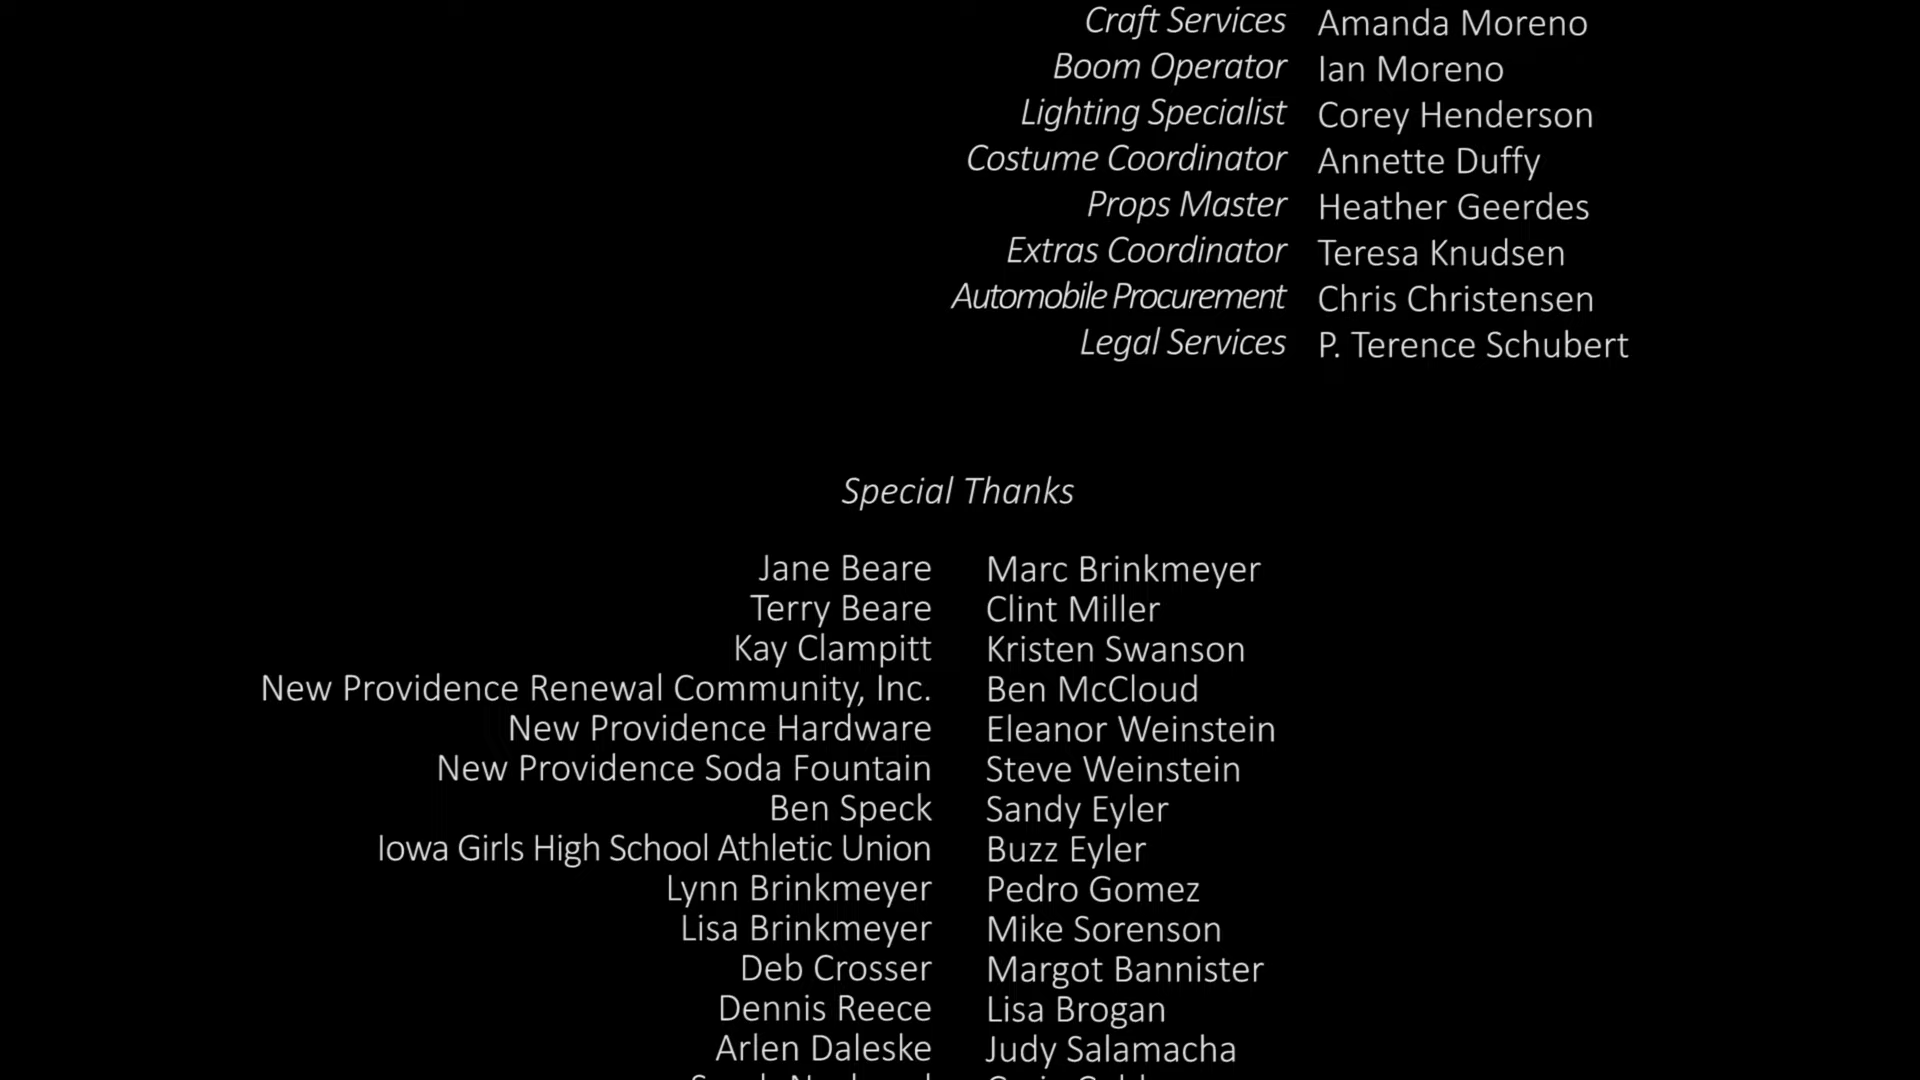 Craft Services Amanda Moreno
Boom Operator Ian Moreno
Lighting Specialist Corey Henderson
Costume Coordinator Annette Duffy
Props Master Heather Geerdes
Extras Coordinator Teresa Knudsen
Automobile Procurement Chris Christensen
Legal Services P. Terence Schubert
Special Thanks
Jane Beare Marc Brinkmeyer
Terry Beare Clint Miller
Kay Clampitt Kristen Swanson
New Providence Renewal Community, Inc. Ben McCloud
New Providence Hardware Eleanor Weinstein
New Providence Soda Fountain Steve Weinstein
Ben Speck Sandy Eyler
Iowa Girls High School Athletic Union Buzz Eyler
Lynn Brinkmeyer Pedro Gomez
Lisa Brinkmeyer Mike Sorenson
Deb Crosser Margot Bannister
Dennis Reece Lisa Brogan
Arlen Daleske Judy Salamacha